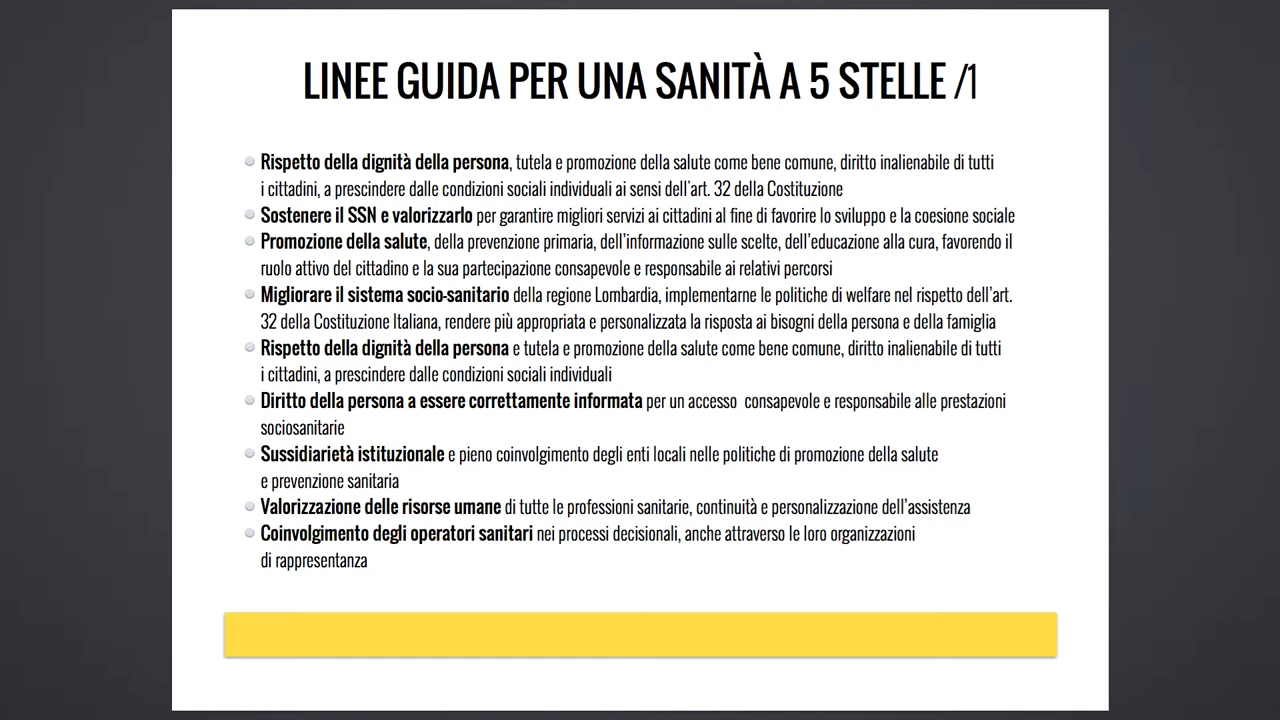 LINEE GUIDA PER UNA SANITÀ A 5 STELLE /1
Rispetto della dignità della persona, tutela e promozione della salute come bene comune, diritto inalienabile di tutti
i cittadini, a prescindere dalle condizioni sociali individuali ai sensi dell'art. 32 della Costituzione
Sostenere il SSN e valorizzarlo per garantire migliori servizi ai cittadini al fine di favorire lo sviluppo e la coesione sociale
Promozione della salute, della prevenzione primaria, dell'informazione sulle scelte, dell'educazione alla cura, favorendo il
ruolo attivo del cittadino e la sua partecipazione consapevole e responsabile ai relativi percorsi
Migliorare il sistema socio-sanitario della regione Lombardia, implementarne le politiche di welfare nel rispetto dell'art.
32 della Costituzione Italiana, rendere più appropriata e personalizzata la risposta ai bisogni della persona e della famiglia
Rispetto della dignità della persona e tutela e promozione della salute come bene comune, diritto inalienabile di tutti
i cittadini, a prescindere dalle condizioni sociali individuali
Diritto della persona a essere correttamente informata per un accesso  consapevole e responsabile alle prestazioni
sociosanitarie
Sussidiarietà istituzionale e pieno coinvolgimento degli enti locali nelle politiche di promozione della salute
e prevenzione sanitaria
Valorizzazione delle risorse umane di tutte le professioni sanitarie, continuità e personalizzazione dell'assistenza
Coinvolgimento degli operatori sanitari nei processi decisionali, anche attraverso le loro organizzazioni
di rappresentanza